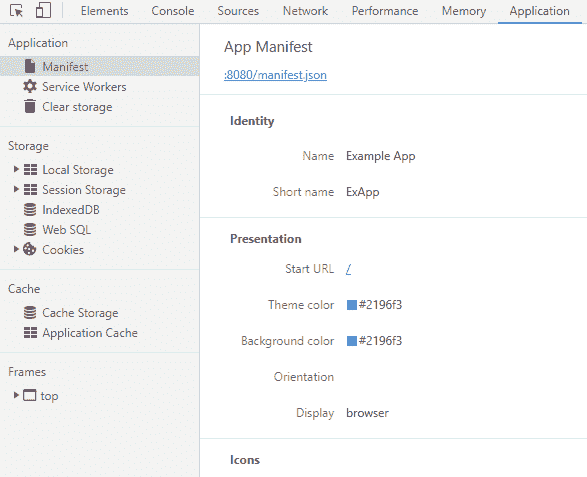 Elements Console Sources Network Performance Memory Application
Application
Manifest
Service Workers
Clear storage
Storage
Local Storage
Session Storage
IndexedDB
Web SQL
Cookies
Cache
Cache Storage
Application Cache
Frames
top
App Manifest
:8080/manifest.json
Identity
Name Example App
Short name ExApp
Presentation
Start URL /
Theme color #2196f3
Background color #2196f3
Orientation
Display browser
Icons